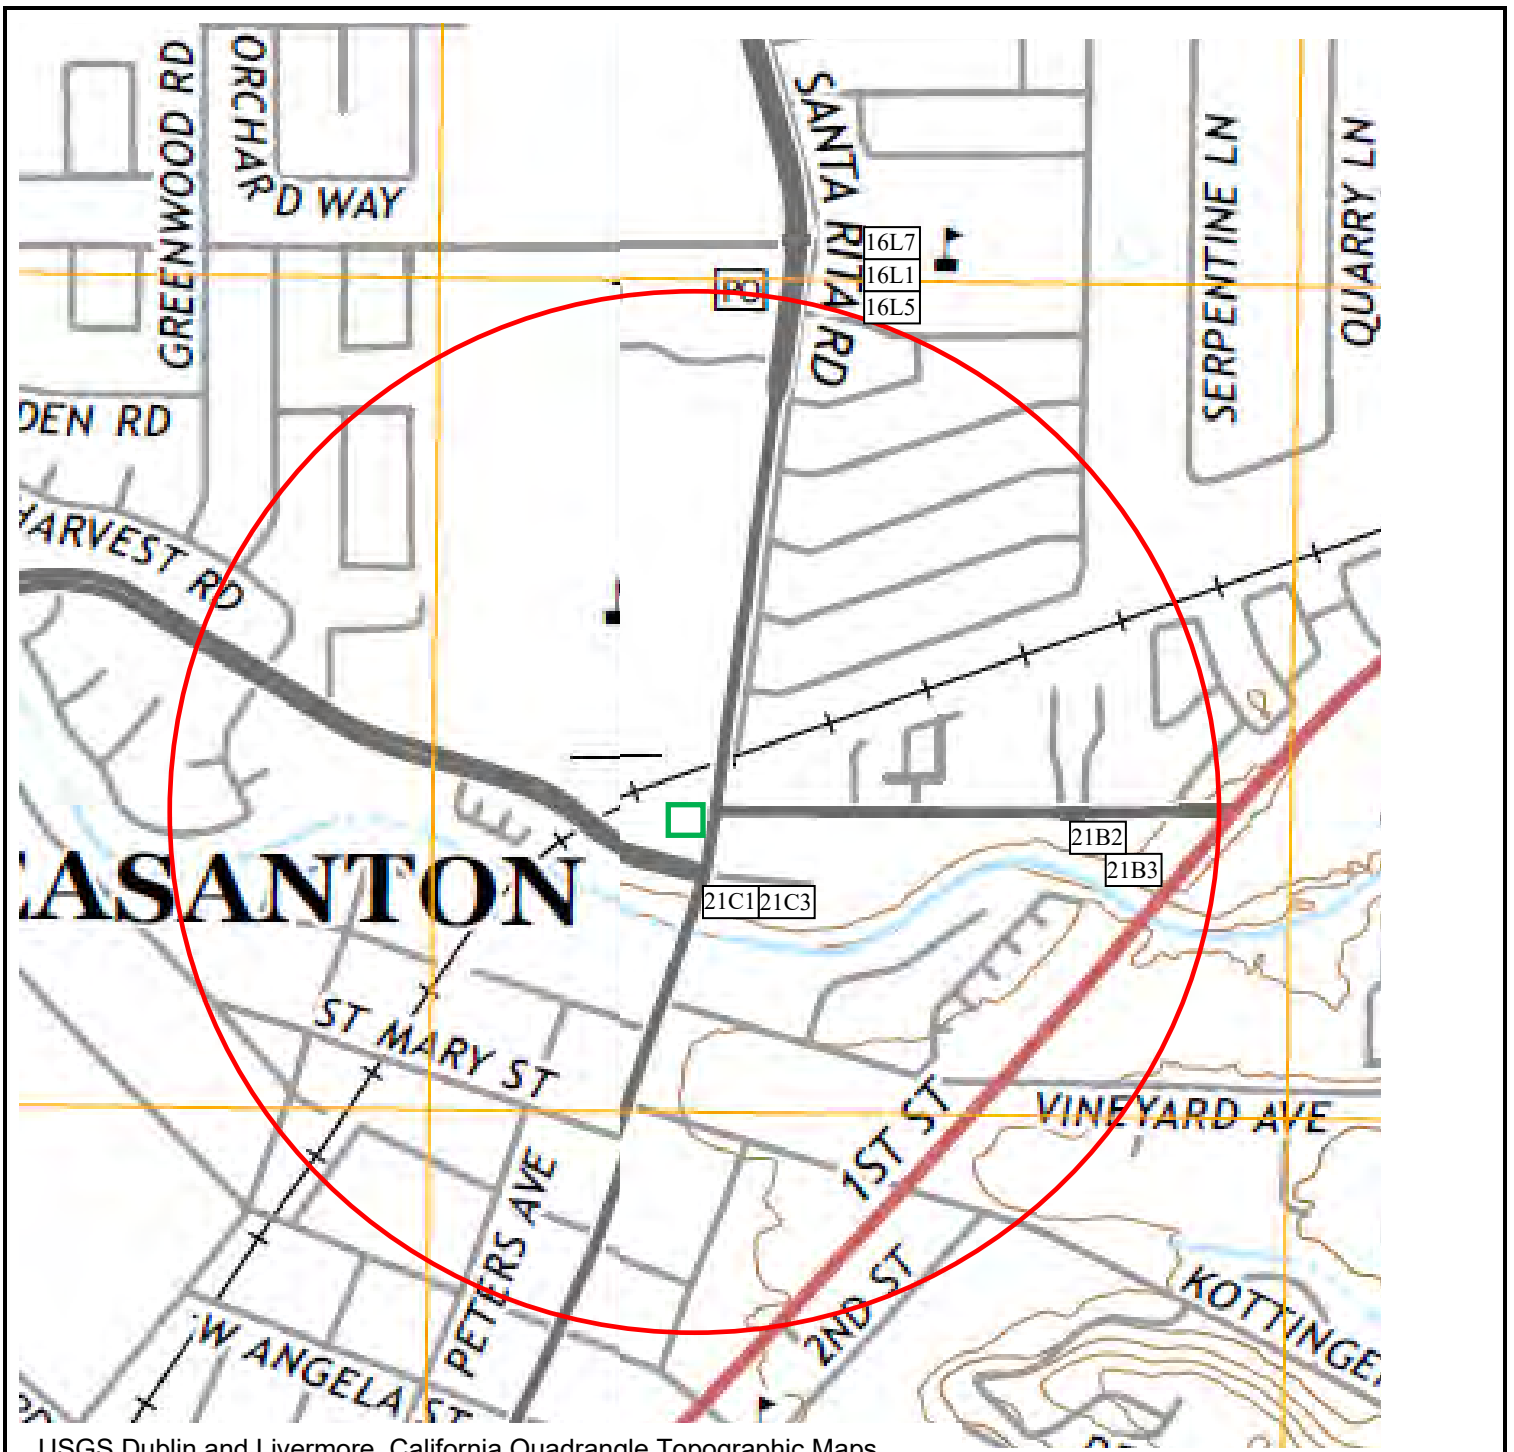 GREENWOOD RD
ORCHARD WAY
SANTA RITA RD
SERPENTINE LN
QUARRY LN
16L7
16L1
16L5
PO
DEN RD
HARVEST RD
EASANTON
21B2
21B3
21C1 21C3
ST MARY ST
VINEYARD AVE
1ST ST
PETERS AVE
2ND ST
KOTTINGE
W ANGELA ST
USGS Dublin and Livermore, California Quadrangle Topographic Maps